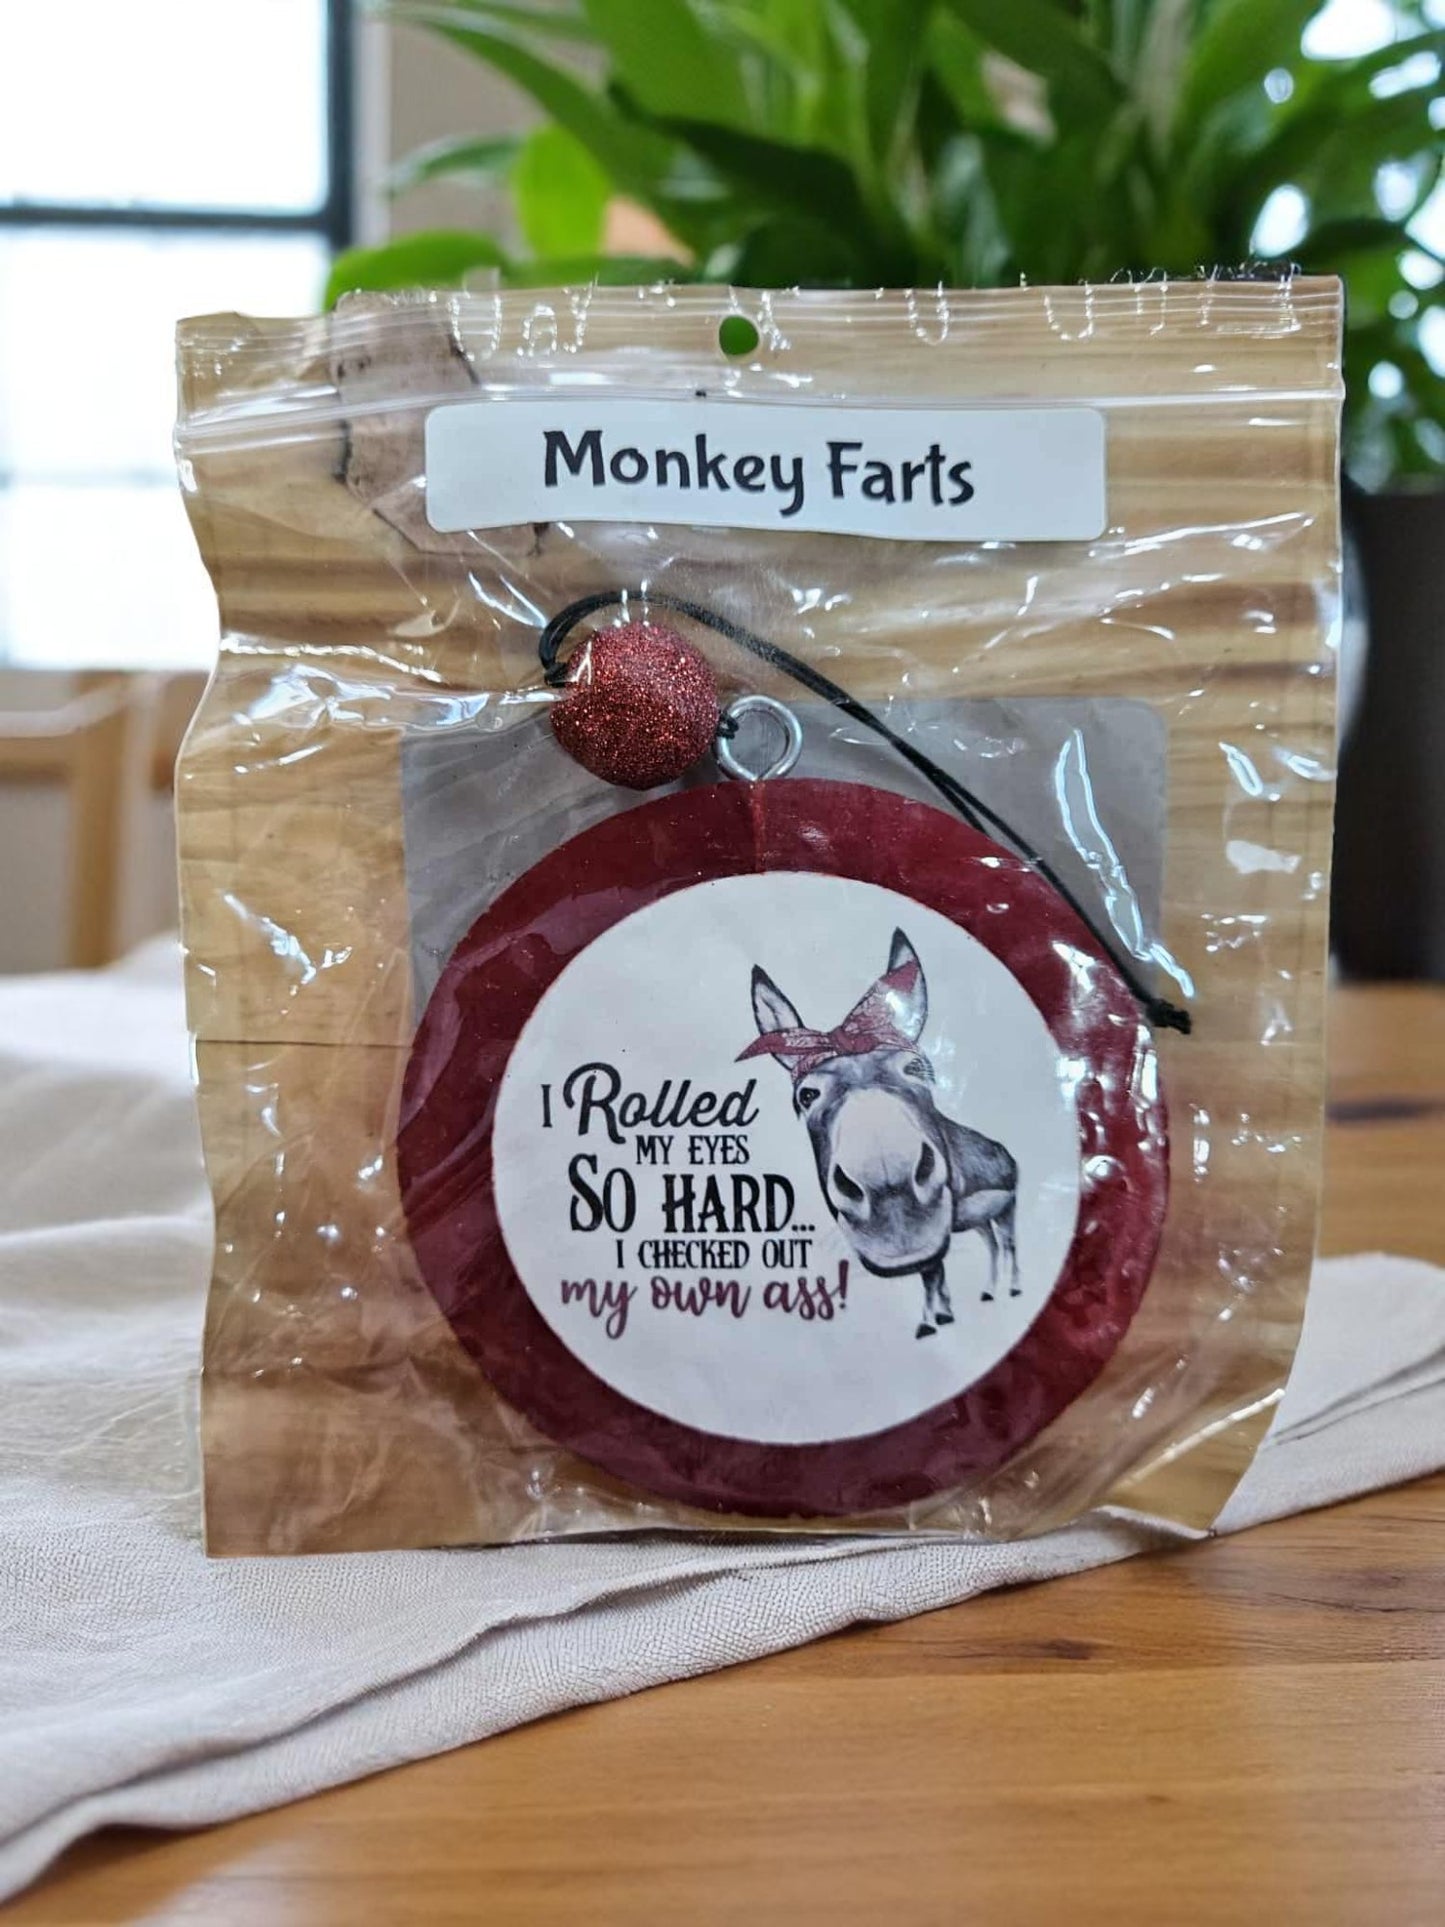 Monkey Farts
I Rolled
MY EYES
SO HARD...
I CHECKED OUT
my own ass!